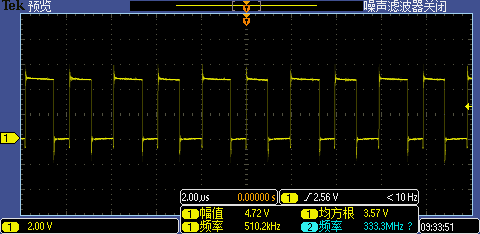 Tek 预览 噪声滤波器关闭
1
2.00μs 0.00000 s 1 2.56 V < 10 Hz
1 幅值 4.72 V 1 均方根 3.57 V
1 频率 510.2kHz 2 频率 333.3MHz ?
1 2.00 V 09:33:51